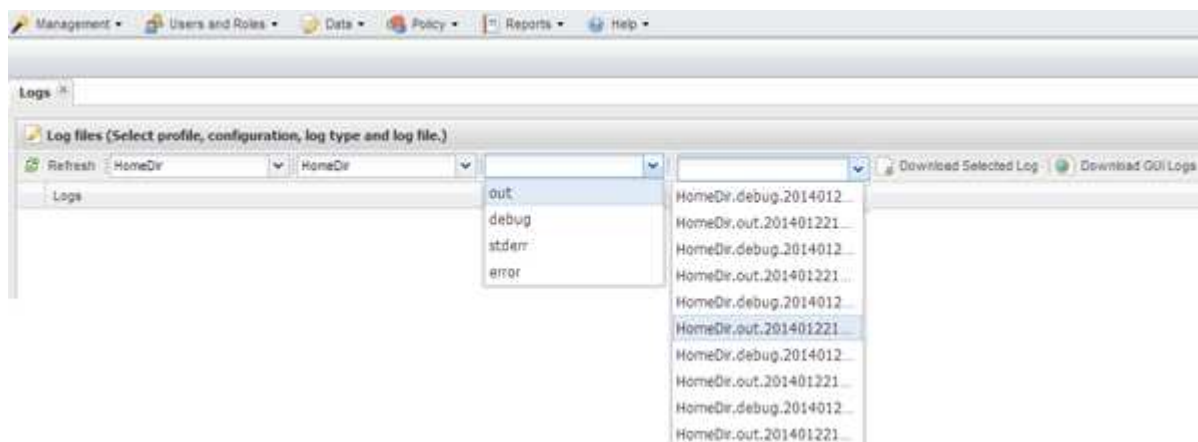 Management Users and Roles Data Policy Reports Help
Logs
Log files (Select profile, configuration, log type and log file.)
Refresh HomeDir HomeDir Download Selected Log Download GUI Logs
Logs
out
debug
stderr
error
HomeDir.debug.2014012...
HomeDir.out.201401221...
HomeDir.debug.2014012...
HomeDir.out.201401221...
HomeDir.debug.2014012...
HomeDir.out.201401221...
HomeDir.debug.2014012...
HomeDir.out.201401221...
HomeDir.debug.2014012...
HomeDir.out.201401221...